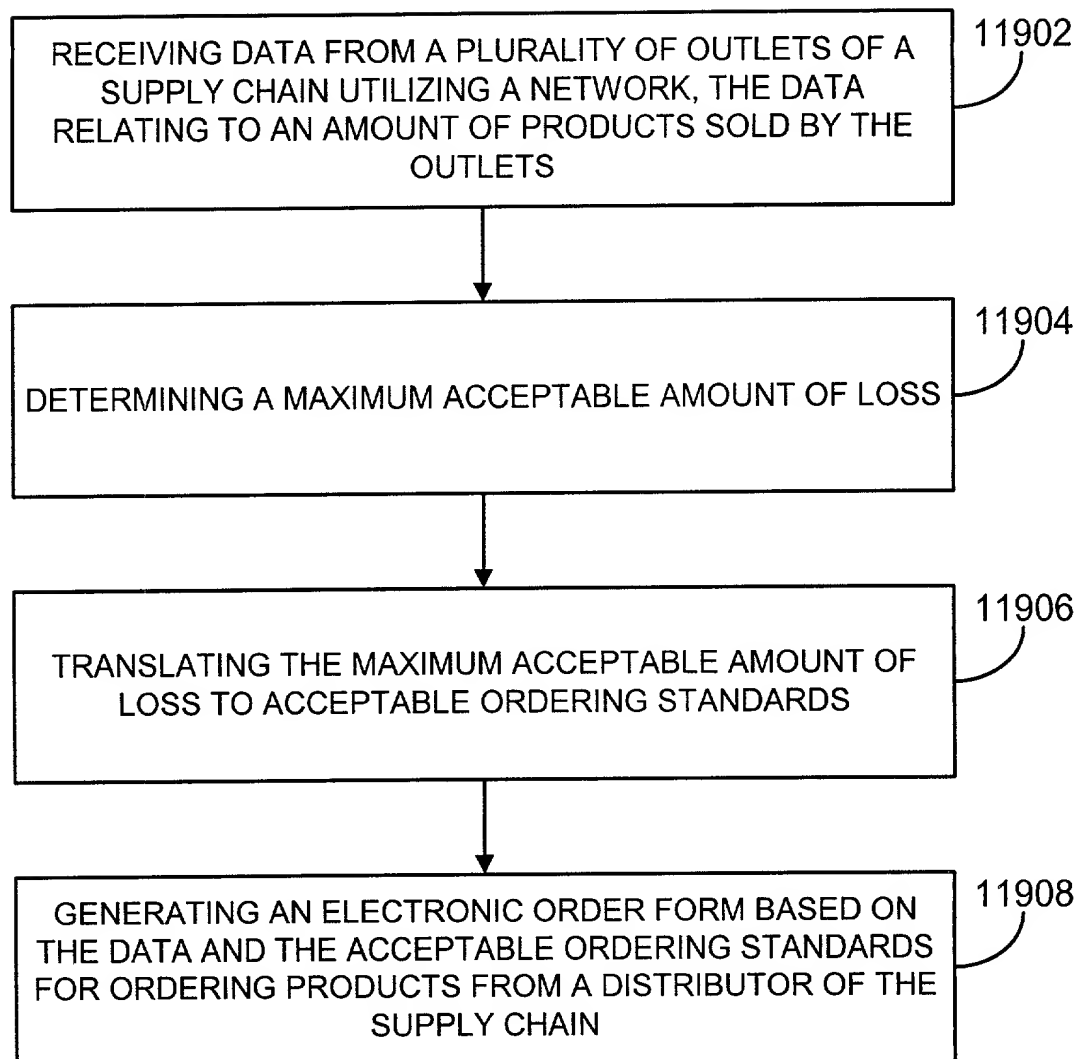 RECEIVING DATA FROM A PLURALITY OF OUTLETS OF A
SUPPLY CHAIN UTILIZING A NETWORK, THE DATA
RELATING TO AN AMOUNT OF PRODUCTS SOLD BY THE
OUTLETS
11902
DETERMINING A MAXIMUM ACCEPTABLE AMOUNT OF LOSS
11904
TRANSLATING THE MAXIMUM ACCEPTABLE AMOUNT OF
LOSS TO ACCEPTABLE ORDERING STANDARDS
11906
GENERATING AN ELECTRONIC ORDER FORM BASED ON
THE DATA AND THE ACCEPTABLE ORDERING STANDARDS
FOR ORDERING PRODUCTS FROM A DISTRIBUTOR OF THE
SUPPLY CHAIN
11908